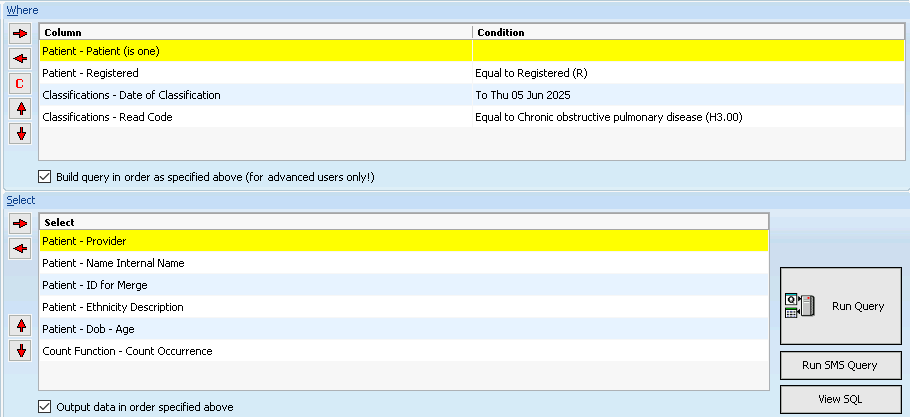 Where
Column Condition
Patient - Patient (is one)
Patient - Registered Equal to Registered (R)
Classifications - Date of Classification To Thu 05 Jun 2025
C
Classifications - Read Code Equal to Chronic obstructive pulmonary disease (H3.00)
Build query in order as specified above (for advanced users only!)
Select
Select
Patient - Provider
Patient - Name Internal Name
Patient - ID for Merge
Patient - Ethnicity Description
Patient - Dob - Age
Count Function - Count Occurrence
Output data in order specified above
Run Query
Run SMS Query
View SQL